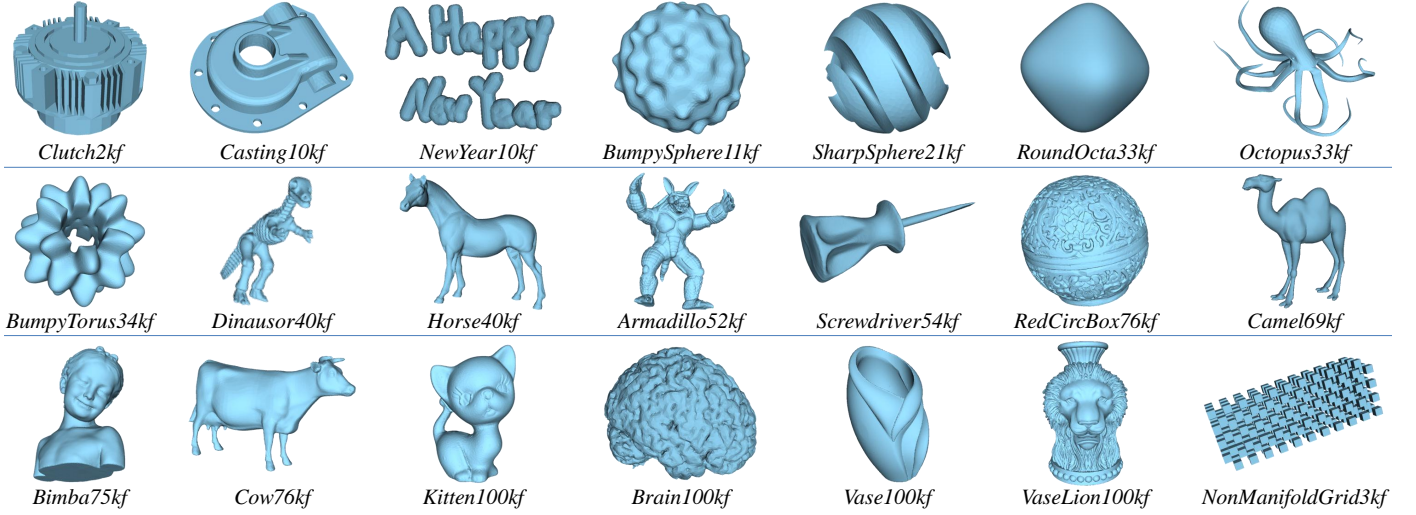 A Happy
New Year
Clutch2kf
Casting10kf
NewYear10kf
BumpySphere11kf
SharpSphere21kf
RoundOcta33kf
Octopus33kf
BumpyTorus34kf
Dinausor40kf
Horse40kf
Armadillo52kf
Screwdriver54kf
RedCircBox76kf
Camel69kf
Bimba75kf
Cow76kf
Kitten100kf
Brain100kf
Vase100kf
VaseLion100kf
NonManifoldGrid3kf